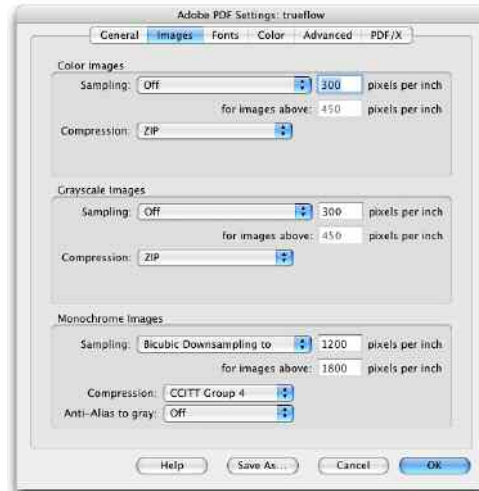 Adobe PDF Settings: trueflow
General Images Fonts Color Advanced PDF/X
Color Images
Sampling: Off 300 pixels per inch
for images above: 450
Compression: ZIP
Grayscale Images
Sampling: Off 300 pixels per inch
for images above: 450 pixels per inch
Compression: ZIP
Monochrome Images
Sampling: Bicubic Downsampling to 1200 pixels per inch
for images above: 1800 pixels per inch
Compression: CCITT Group 4
Anti-Alias to gray: Off
Help Save As... Cancel OK